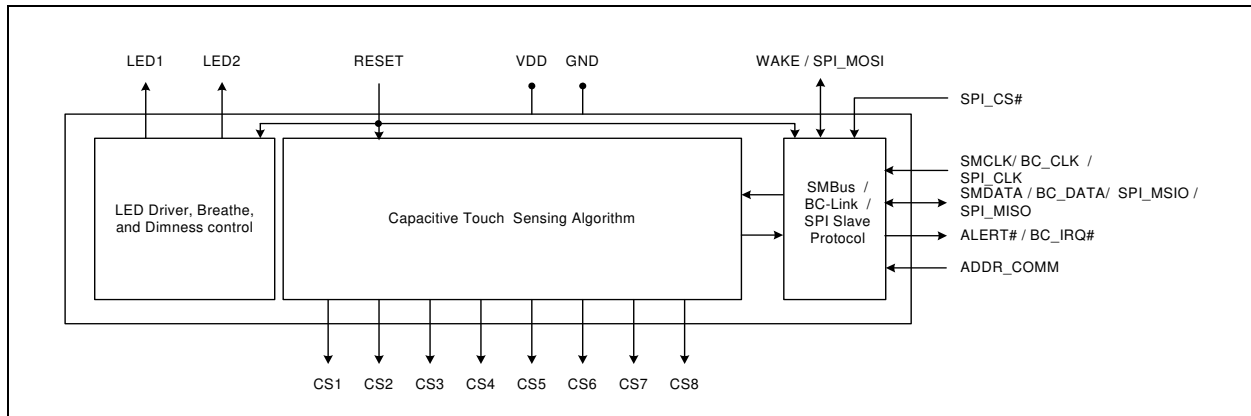 LED1 LED2 RESET VDD GND WAKE / SPI_MOSI
SPI_CS#
LED Driver, Breathe,
and Dimness control
Capacitive Touch Sensing Algorithm
SMBus /
BC-Link /
SPI Slave
Protocol
SMCLK/ BC_CLK /
SPI_CLK
SMDATA / BC_DATA/ SPI_MSIO /
SPI_MISO
ALERT# / BC_IRQ#
ADDR_COMM
CS1 CS2 CS3 CS4 CS5 CS6 CS7 CS8